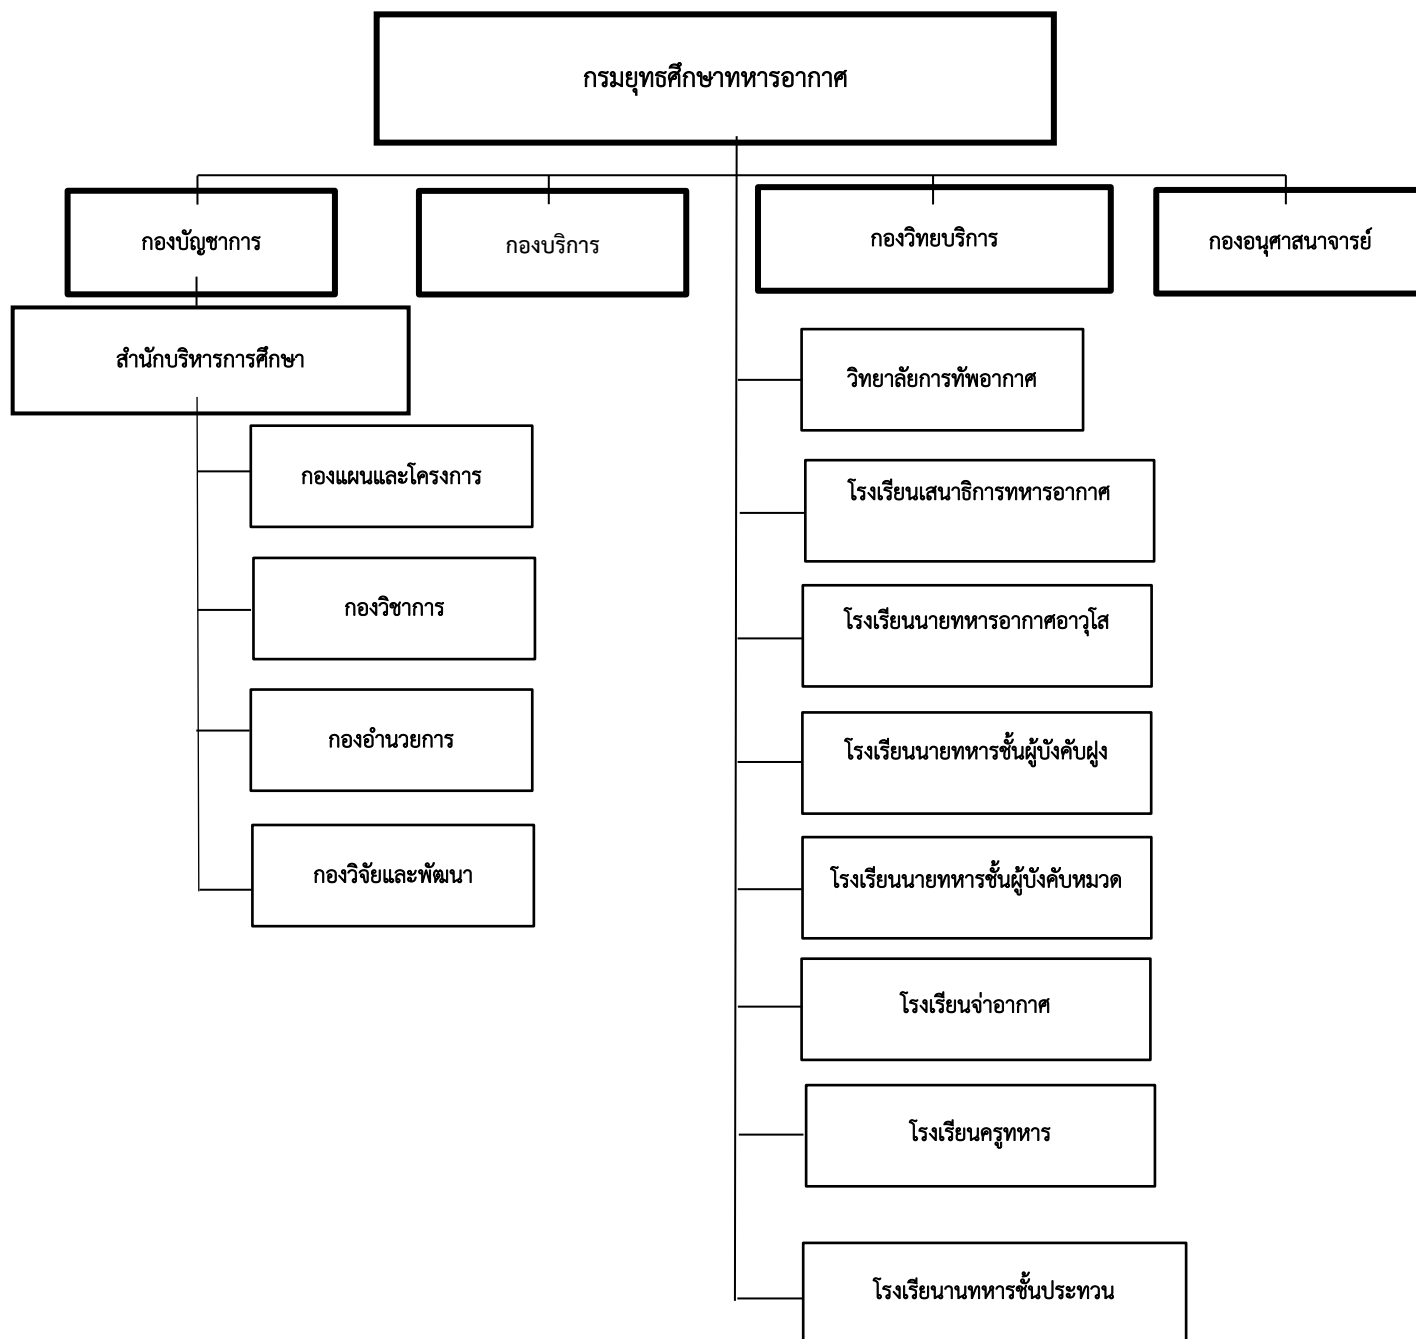 กรมยุทธศึกษาทหารอากาศ
กองบัญชาการ
กองบริการ
กองวิทยบริการ
กองอนุศาสนาจารย์
สำนักบริหารการศึกษา
กองแผนและโครงการ
กองวิชาการ
กองอำนวยการ
กองวิจัยและพัฒนา
วิทยาลัยการทัพอากาศ
โรงเรียนเสนาธิการทหารอากาศ
โรงเรียนนายทหารอากาศอาวุโส
โรงเรียนนายทหารชั้นผู้บังคับฝูง
โรงเรียนนายทหารชั้นผู้บังคับหมวด
โรงเรียนจ่าอากาศ
โรงเรียนครูทหาร
โรงเรียนานทหารชั้นประทวน